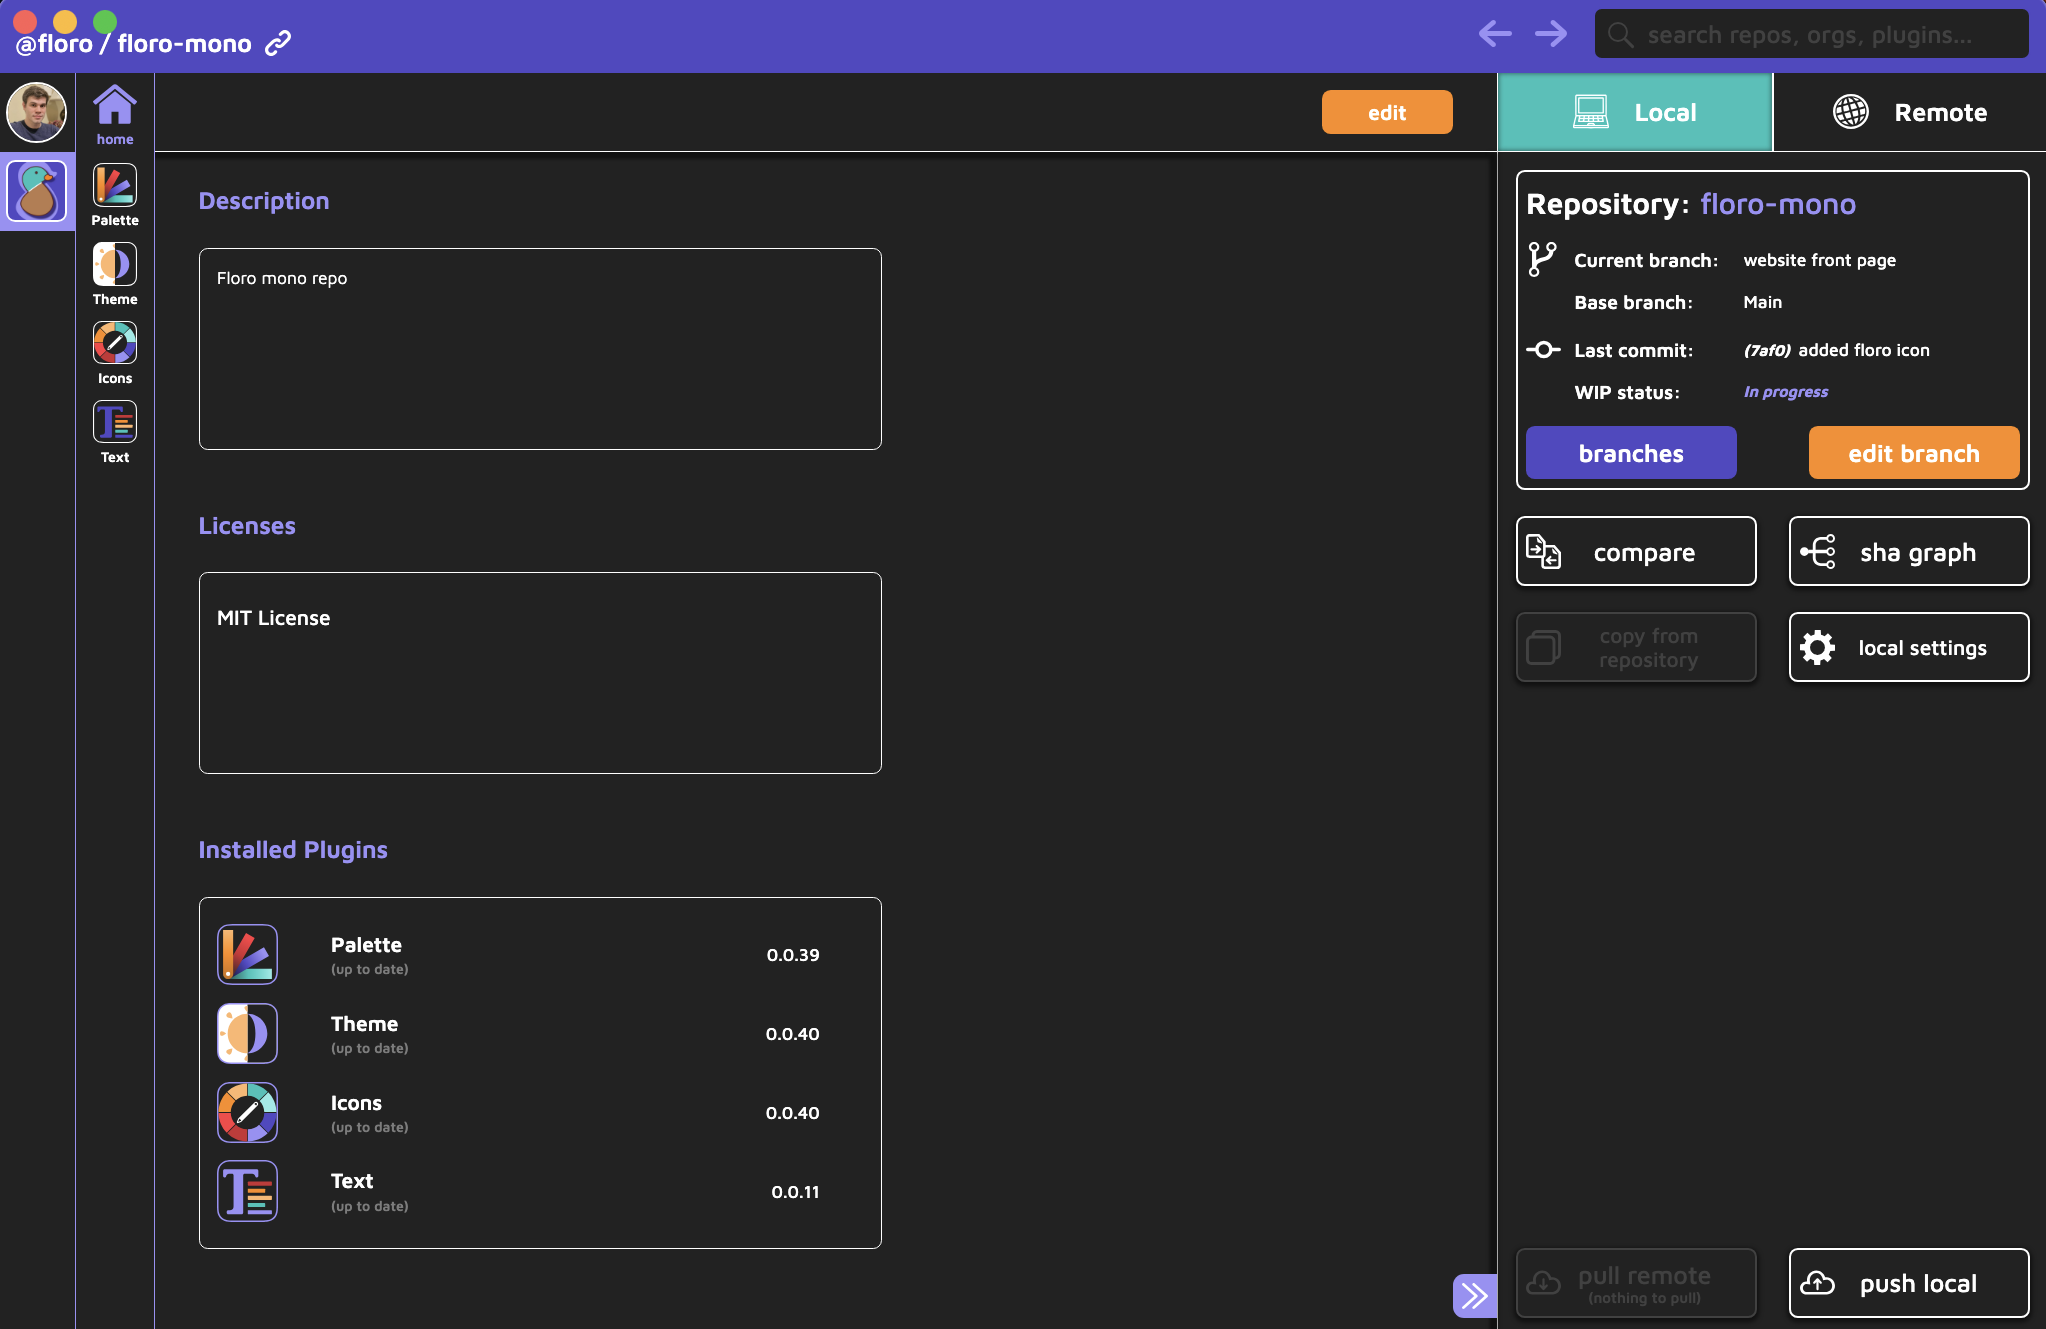 @floro / floro-mono
search repos, orgs, plugins...
home
Palette
Theme
Icons
Text
edit
Description
Floro mono repo
Licenses
MIT License
Installed Plugins
Palette
(up to date)
0.0.39
Theme
(up to date)
0.0.40
Icons
(up to date)
0.0.40
Text
(up to date)
0.0.11
Local
Remote
Repository: floro-mono
Current branch: website front page
Base branch: Main
Last commit: (7af0) added floro icon
WIP status: In progress
branches
edit branch
compare
sha graph
copy from
repository
local settings
pull remote
(nothing to pull)
push local